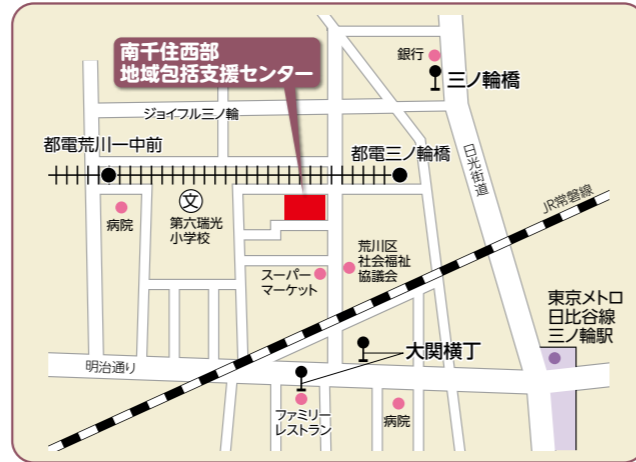 南千住西部
地域包括支援センター
銀行
三ノ輪橋
ジョイフル三ノ輪
都電荒川一中前
都電三ノ輪橋
日光街道
JR常磐線
文
病院
第六瑞光
小学校
荒川区
社会福祉
協議会
スーパー
マーケット
東京メトロ
日比谷線
三ノ輪駅
大関横丁
明治通り
ファミリー
レストラン
病院